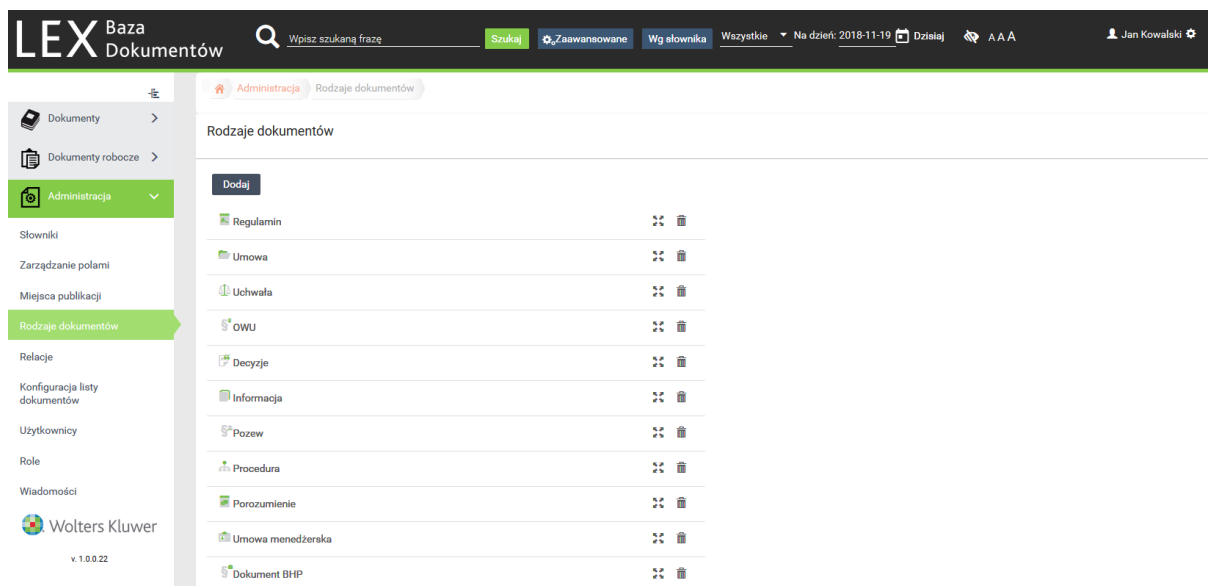 LEX Baza Dokumentów
Wpisz szukaną frazę
Szukaj
Zaawansowane
Wg słownika
Wszystkie
Na dzień: 2018-11-19
Dzisiaj
A A A
Jan Kowalski
Dokumenty
Dokumenty robocze
Administracja
Słowniki
Zarządzanie polami
Miejsca publikacji
Rodzaje dokumentów
Relacje
Konfiguracja listy
dokumentów
Użytkownicy
Role
Wiadomości
Wolters Kluwer
v. 1.0.0.22
Administracja
Rodzaje dokumentów
Rodzaje dokumentów
Dodaj
Regulamin
Umowa
Uchwała
OWU
Decyzje
Informacja
Pozew
Procedura
Porozumienie
Umowa menedżerska
Dokument BHP